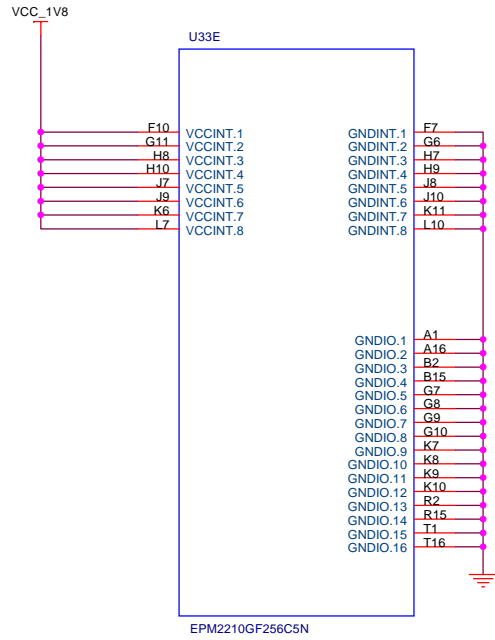 VCC_1V8
U33E
F10 VCCINT.1 GNDINT.1 F7
G11 VCCINT.2 GNDINT.2 G6
H8 VCCINT.3 GNDINT.3 H7
H10 VCCINT.4 GNDINT.4 H9
J7 VCCINT.5 GNDINT.5 J8
J9 VCCINT.6 GNDINT.6 J10
K6 VCCINT.7 GNDINT.7 K11
L7 VCCINT.8 GNDINT.8 L10
GNDIO.1 A1
GNDIO.2 A16
GNDIO.3 B2
GNDIO.4 B15
GNDIO.5 G7
GNDIO.6 G8
GNDIO.7 G9
GNDIO.8 G10
GNDIO.9 K7
GNDIO.10 K8
GNDIO.11 K9
GNDIO.12 K10
GNDIO.13 R2
GNDIO.14 R15
GNDIO.15 T1
GNDIO.16 T16
EPM2210GF256C5N